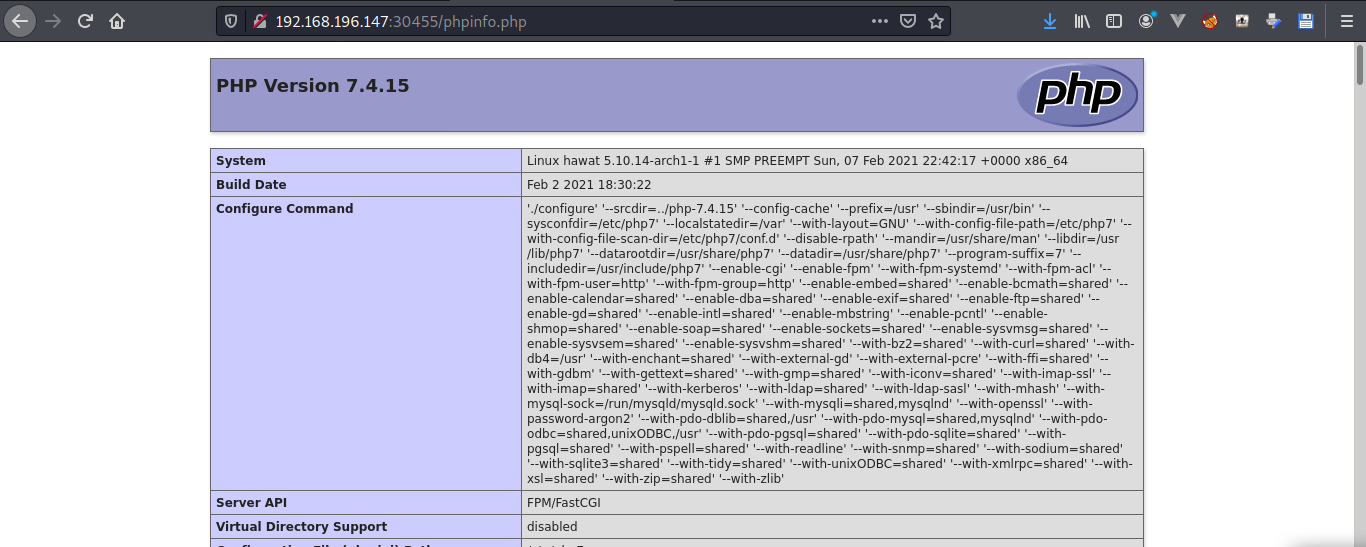 192.168.196.147:30455/phpinfo.php
PHP Version 7.4.15
php
System
Linux hawat 5.10.14-arch1-1 #1 SMP PREEMPT Sun, 07 Feb 2021 22:42:17 +0000 x86_64
Build Date
Feb 2 2021 18:30:22
Configure Command
'./configure' '--srcdir=../php-7.4.15' '--config-cache' '--prefix=/usr' '--sbindir=/usr/bin' '--
sysconfdir=/etc/php7' '--localstatedir=/var' '--with-layout=GNU' '--with-config-file-path=/etc/php7' '--
with-config-file-scan-dir=/etc/php7/conf.d' '--disable-rpath' '--mandir=/usr/share/man' '--libdir=/usr
/lib/php7' '--datarootdir=/usr/share/php7' '--datadir=/usr/share/php7' '--program-suffix=7' '--
includedir=/usr/include/php7' '--enable-cgi' '--enable-fpm' '--with-fpm-systemd' '--with-fpm-acl' '--
with-fpm-user=http' '--with-fpm-group=http' '--enable-embed=shared' '--enable-bcmath=shared' '--
enable-calendar=shared' '--enable-dba=shared' '--enable-exif=shared' '--enable-ftp=shared' '--
enable-gd=shared' '--enable-intl=shared' '--enable-mbstring' '--enable-pcntl' '--enable-
shmop=shared' '--enable-soap=shared' '--enable-sockets=shared' '--enable-sysvmsg=shared' '--
enable-sysvsem=shared' '--enable-sysvshm=shared' '--with-bz2=shared' '--with-curl=shared' '--with-
db4=/usr' '--with-enchant=shared' '--with-external-gd' '--with-external-pcre' '--with-ffi=shared' '--
with-gdbm' '--with-gettext=shared' '--with-gmp=shared' '--with-iconv=shared' '--with-imap-ssl' '--
with-imap=shared' '--with-kerberos' '--with-ldap=shared' '--with-ldap-sasl' '--with-mhash' '--with-
mysql-sock=/run/mysqld/mysqld.sock' '--with-mysqli=shared,mysqlnd' '--with-openssl' '--with-
password-argon2' '--with-pdo-dblib=shared,/usr' '--with-pdo-mysql=shared,mysqlnd' '--with-pdo-
odbc=shared,unixODBC,/usr' '--with-pdo-pgsql=shared' '--with-pdo-sqlite=shared' '--with-
pgsql=shared' '--with-pspell=shared' '--with-readline' '--with-snmp=shared' '--with-sodium=shared'
'--with-sqlite3=shared' '--with-tidy=shared' '--with-unixODBC=shared' '--with-xmlrpc=shared' '--with-
xsl=shared' '--with-zip=shared' '--with-zlib'
Server API
FPM/FastCGI
Virtual Directory Support
disabled